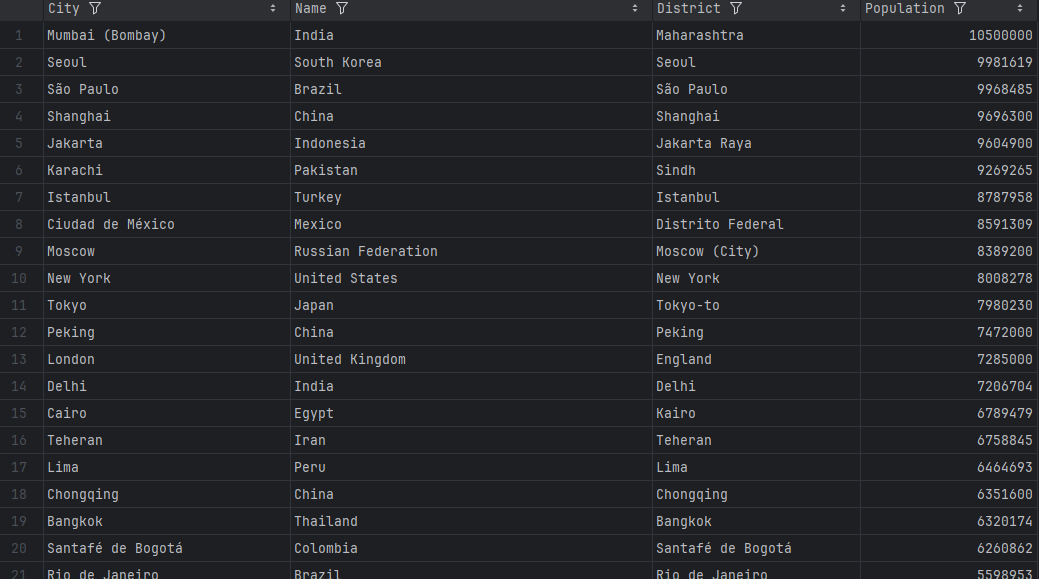 City Name District Population
1 Mumbai (Bombay) India Maharashtra 10500000
2 Seoul South Korea Seoul 9981619
3 São Paulo Brazil São Paulo 9968485
4 Shanghai China Shanghai 9696300
5 Jakarta Indonesia Jakarta Raya 9604900
6 Karachi Pakistan Sindh 9269265
7 Istanbul Turkey Istanbul 8787958
8 Ciudad de México Mexico Distrito Federal 8591309
9 Moscow Russian Federation Moscow (City) 8389200
10 New York United States New York 8008278
11 Tokyo Japan Tokyo-to 7980230
12 Peking China Peking 7472000
13 London United Kingdom England 7285000
14 Delhi India Delhi 7206704
15 Cairo Egypt Kairo 6789479
16 Teheran Iran Teheran 6758845
17 Lima Peru Lima 6464693
18 Chongqing China Chongqing 6351600
19 Bangkok Thailand Bangkok 6320174
20 Santafé de Bogotá Colombia Santafé de Bogotá 6260862
21 Rio de Janeiro Brazil Rio de Janeiro 5598953